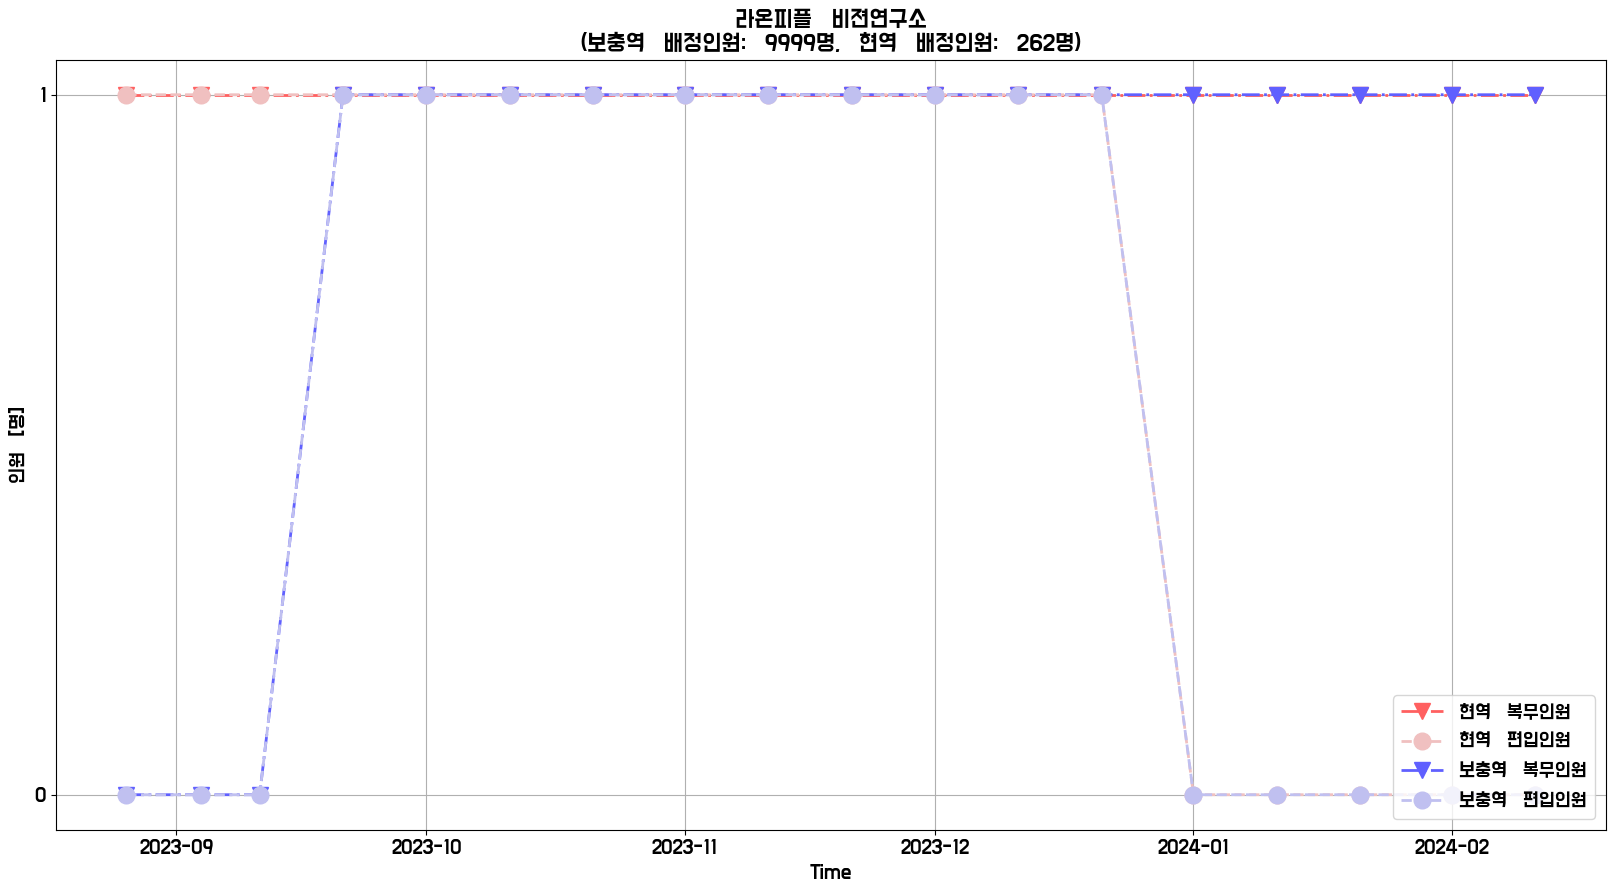 라온피플 비젼연구소
(보충역 배정인원: 9999명, 현역 배정인원: 262명)
1
인원 [명]
0
현역 복무인원
현역 편입인원
보충역 복무인원
보충역 편입인원
2023-09 2023-10 2023-11 2023-12 2024-01 2024-02
Time